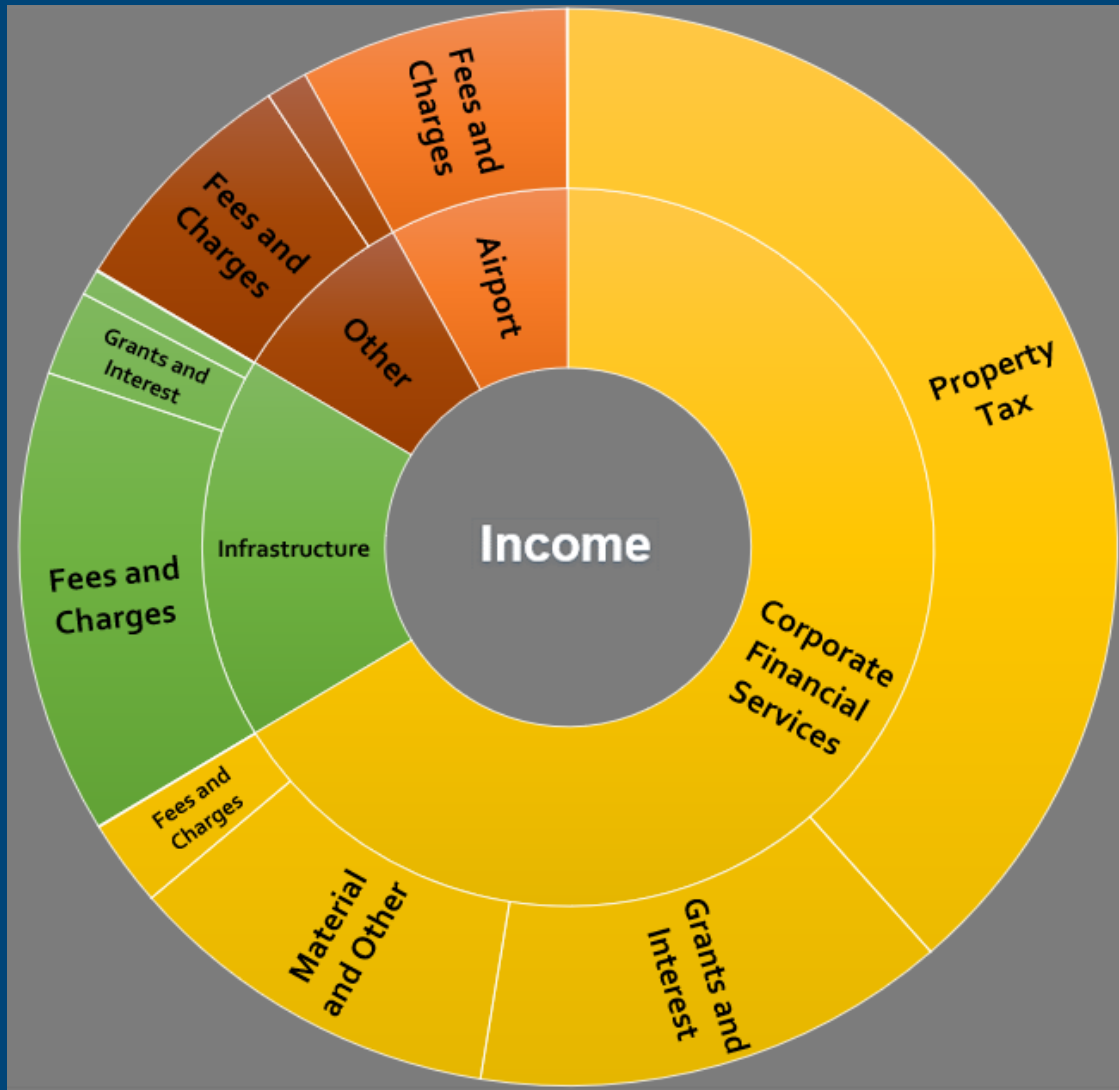 Fees and
Charges
Fees and
Charges
Airport
Other
Grants and
Interest
Infrastructure
Fees and
Charges
Income
Property
Tax
Corporate
Financial
Services
Fees and
Charges
Material
and Other
Grants and
Interest